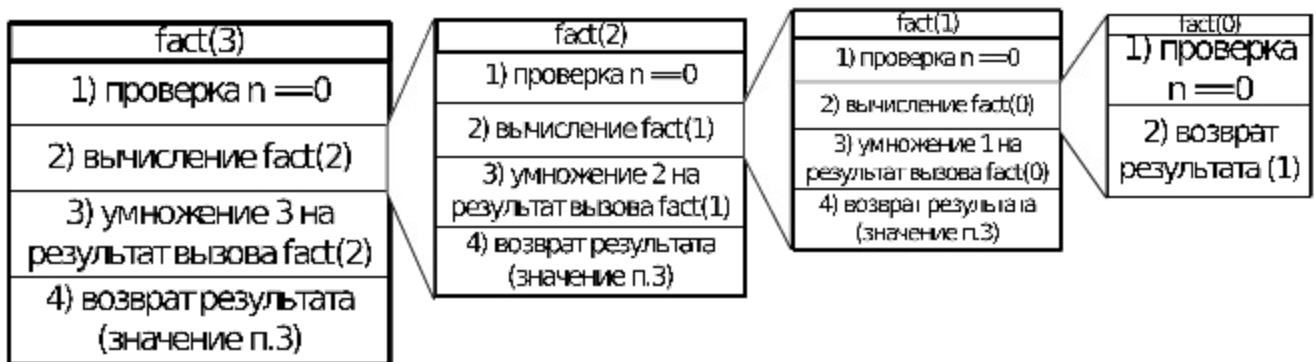 fact(3)
1) проверка n ==0
2) вычисление fact(2)
3) умножение 3 на
результат вызова fact(2)
4) возврат результата
(значение п.3)
fact(2)
1) проверка n ==0
2) вычисление fact(1)
3) умножение 2 на
результат вызова fact(1)
4) возврат результата
(значение п.3)
fact(1)
1) проверка n ==0
2) вычисление fact(0)
3) умножение 1 на
результат вызова fact(0)
4) возврат результата
(значение п.3)
fact(0)
1) проверка
n ==0
2) возврат
результата (1)